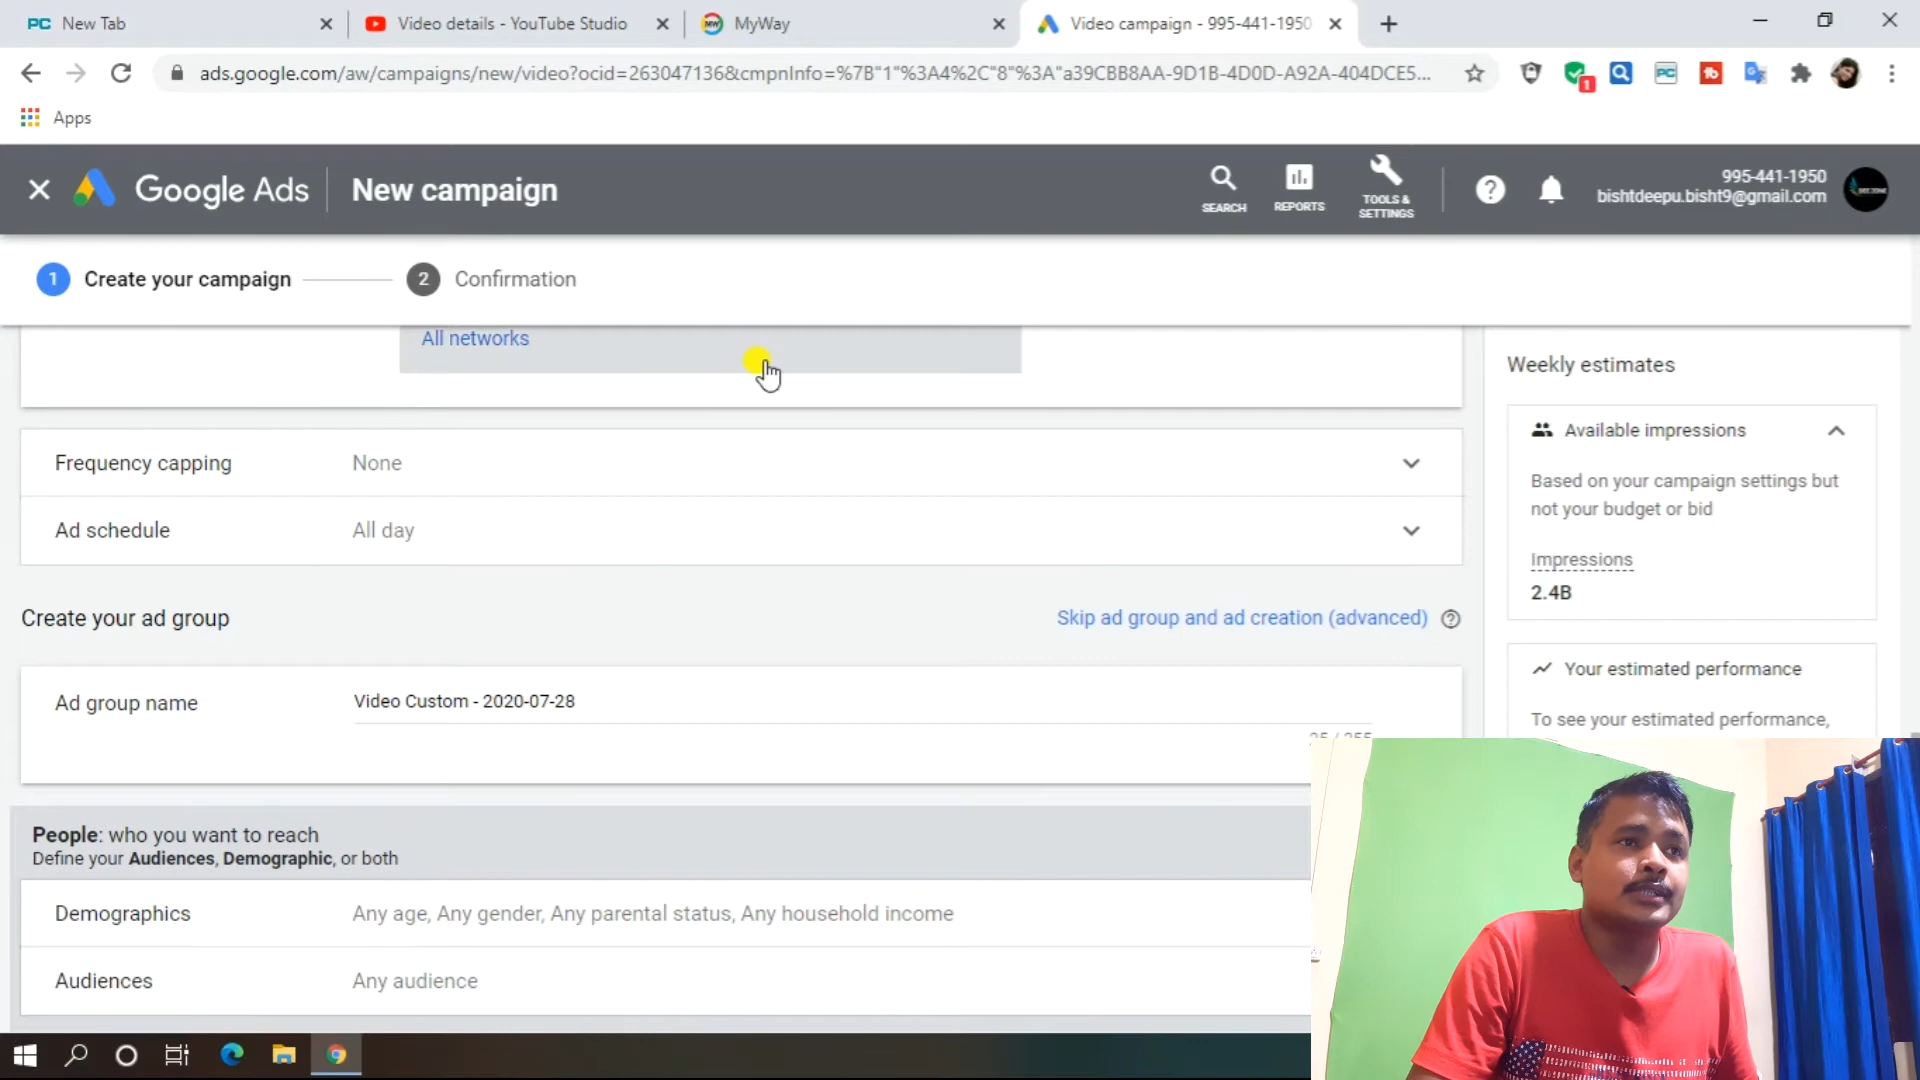 PC New Tab
Video details - YouTube Studio
MW MyWay
Video campaign - 995-441-1950
ads.google.com/aw/campaigns/new/video?ocid=263047136&cmpnInfo=%7B"1"%3A4%2C"8"%3A"a39CBB8AA-9D1B-4D0D-A92A-404DCE5...
1
PC
Apps
Google Ads
New campaign
SEARCH
REPORTS
TOOLS &
SETTINGS
995-441-1950
bishtdeepu.bisht9@gmail.com
1 Create your campaign
2 Confirmation
All networks
Frequency capping None
Ad schedule All day
Create your ad group
Skip ad group and ad creation (advanced)
Ad group name Video Custom - 2020-07-28
25 / 255
People: who you want to reach
Define your Audiences, Demographic, or both
Demographics Any age, Any gender, Any parental status, Any household income
Audiences Any audience
Weekly estimates
Available impressions
Based on your campaign settings but
not your budget or bid
Impressions
2.4B
Your estimated performance
To see your estimated performance,